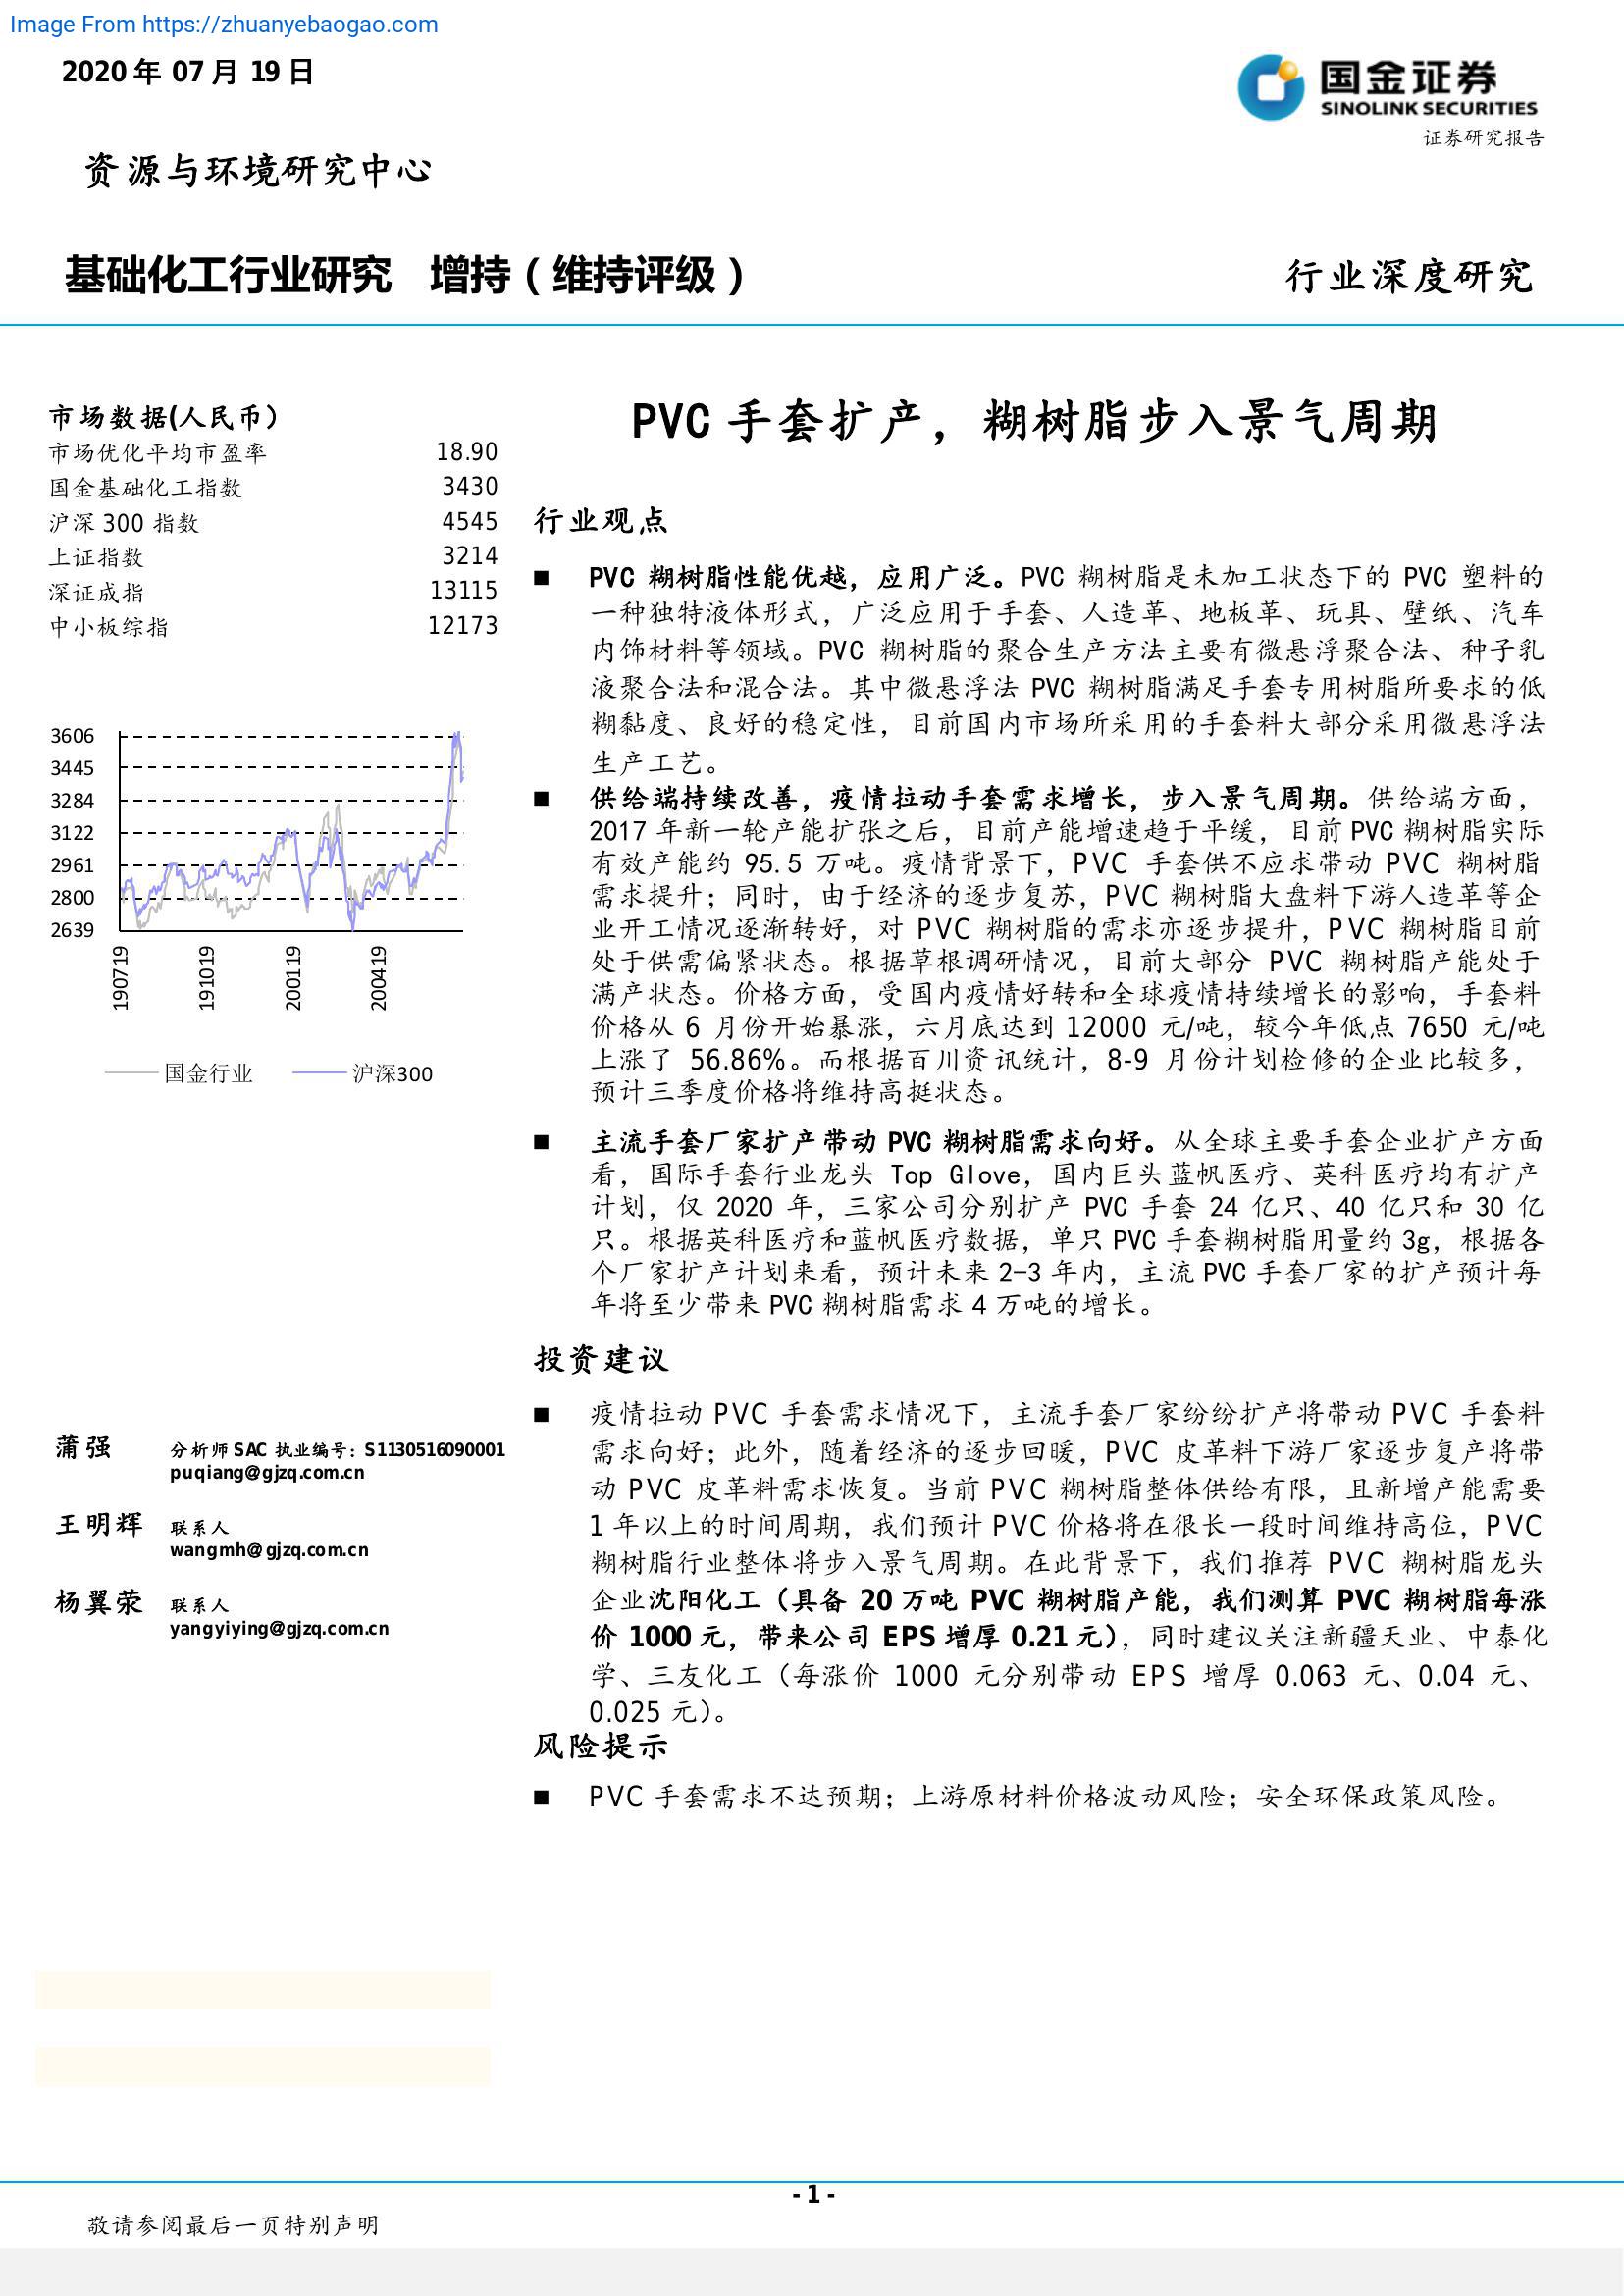 Image From https://zhuanyebaogao.com
2020 年 07 月 19 日
国金证券
SINOLINK SECURITIES
证券研究报告
资源与环境研究中心
基础化工行业研究 增持（维持评级）
行业深度研究
市场数据(人民币）
市场优化平均市盈率 18.90
国金基础化工指数 3430
沪深 300 指数 4545
上证指数 3214
深证成指 13115
中小板综指 12173
3606
3445
3284
3122
2961
2800
2639
190719
191019
200119
200419
国金行业 沪深300
蒲强 分析师 SAC 执业编号：S1130516090001
puqiang@gjzq.com.cn
王明辉 联系人
wangmh@gjzq.com.cn
杨翼荣 联系人
yangyiying@gjzq.com.cn
PVC 手套扩产，糊树脂步入景气周期
行业观点
■ PVC 糊树脂性能优越，应用广泛。PVC 糊树脂是未加工状态下的 PVC 塑料的
一种独特液体形式，广泛应用于手套、人造革、地板革、玩具、壁纸、汽车
内饰材料等领域。PVC 糊树脂的聚合生产方法主要有微悬浮聚合法、种子乳
液聚合法和混合法。其中微悬浮法 PVC 糊树脂满足手套专用树脂所要求的低
糊黏度、良好的稳定性，目前国内市场所采用的手套料大部分采用微悬浮法
生产工艺。
■ 供给端持续改善，疫情拉动手套需求增长，步入景气周期。供给端方面，
2017 年新一轮产能扩张之后，目前产能增速趋于平缓，目前 PVC 糊树脂实际
有效产能约 95.5 万吨。疫情背景下，PVC 手套供不应求带动 PVC 糊树脂
需求提升；同时，由于经济的逐步复苏，PVC 糊树脂大盘料下游人造革等企
业开工情况逐渐转好，对 PVC 糊树脂的需求亦逐步提升，PVC 糊树脂目前
处于供需偏紧状态。根据草根调研情况，目前大部分 PVC 糊树脂产能处于
满产状态。价格方面，受国内疫情好转和全球疫情持续增长的影响，手套料
价格从 6 月份开始暴涨，六月底达到 12000 元/吨，较今年低点 7650 元/吨
上涨了 56.86%。而根据百川资讯统计，8-9 月份计划检修的企业比较多，
预计三季度价格将维持高挺状态。
■ 主流手套厂家扩产带动 PVC 糊树脂需求向好。从全球主要手套企业扩产方面
看，国际手套行业龙头 Top Glove，国内巨头蓝帆医疗、英科医疗均有扩产
计划，仅 2020 年，三家公司分别扩产 PVC 手套 24 亿只、40 亿只和 30 亿
只。根据英科医疗和蓝帆医疗数据，单只 PVC 手套糊树脂用量约 3g，根据各
个厂家扩产计划来看，预计未来 2-3 年内，主流 PVC 手套厂家的扩产预计每
年将至少带来 PVC 糊树脂需求 4 万吨的增长。
投资建议
■ 疫情拉动 PVC 手套需求情况下，主流手套厂家纷纷扩产将带动 PVC 手套料
需求向好；此外，随着经济的逐步回暖，PVC 皮革料下游厂家逐步复产将带
动 PVC 皮革料需求恢复。当前 PVC 糊树脂整体供给有限，且新增产能需要
1 年以上的时间周期，我们预计 PVC 价格将在很长一段时间维持高位，PVC
糊树脂行业整体将步入景气周期。在此背景下，我们推荐 PVC 糊树脂龙头
企业沈阳化工（具备 20 万吨 PVC 糊树脂产能，我们测算 PVC 糊树脂每涨
价 1000 元，带来公司 EPS 增厚 0.21 元），同时建议关注新疆天业、中泰化
学、三友化工（每涨价 1000 元分别带动 EPS 增厚 0.063 元、0.04 元、
0.025 元）。
风险提示
■ PVC 手套需求不达预期；上游原材料价格波动风险；安全环保政策风险。
- 1 -
敬请参阅最后一页特别声明